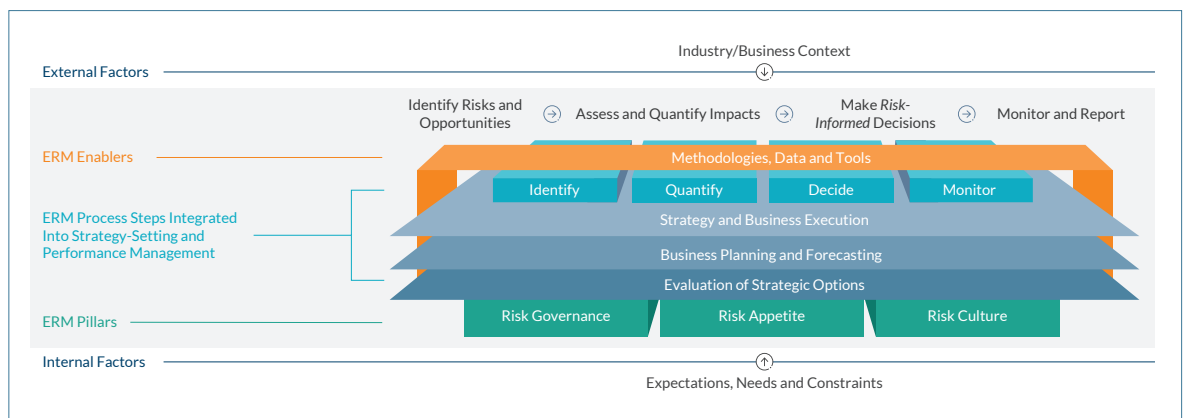 Industry/Business Context
External Factors
Identify Risks and
Opportunities
Assess and Quantify Impacts
Make Risk-
Informed Decisions
Monitor and Report
ERM Enablers
Methodologies, Data and Tools
Identify
Quantify
Decide
Monitor
ERM Process Steps Integrated
Into Strategy-Setting and
Performance Management
Strategy and Business Execution
Business Planning and Forecasting
Evaluation of Strategic Options
ERM Pillars
Risk Governance
Risk Appetite
Risk Culture
Internal Factors
Expectations, Needs and Constraints